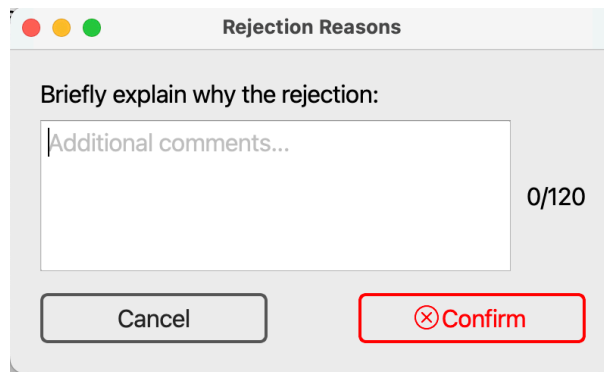 Rejection Reasons
Briefly explain why the rejection:
Additional comments...
0/120
Cancel
Confirm